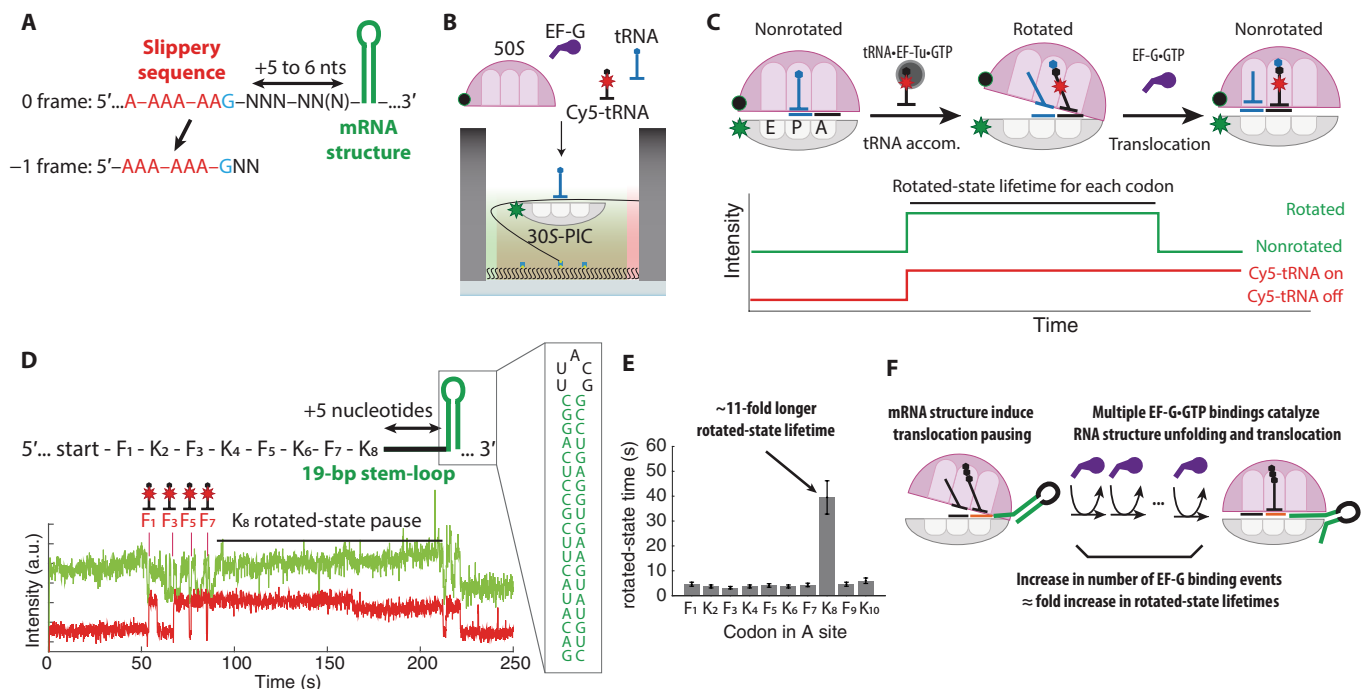 A
Slippery
sequence
+5 to 6 nts
0 frame: 5′...A–AAA–AAG–NNN–NN(N)–...3′
mRNA
structure
−1 frame: 5′–AAA–AAA–GNN
B
50S
EF-G
tRNA
Cy5-tRNA
30S-PIC
C
Nonrotated
tRNA•EF-Tu•GTP
Rotated
EF-G•GTP
Nonrotated
E P A
tRNA accom.
Translocation
Rotated-state lifetime for each codon
Intensity
Rotated
Nonrotated
Cy5-tRNA on
Cy5-tRNA off
Time
D
+5 nucleotides
5′... start - F1 - K2 - F3 - K4 - F5 - K6- F7 - K8 ... 3′
19-bp stem-loop
F1 F3 F5 F7
K8 rotated-state pause
Intensity (a.u.)
0 50 100 150 200 250
Time (s)
A
U C
U G
E
~11-fold longer
rotated-state lifetime
rotated-state time (s)
60
50
40
30
20
10
0
F1 K2 F3 K4 F5 K6 F7 K8 F9 K10
Codon in A site
F
mRNA structure induce
translocation pausing
Multiple EF-G•GTP bindings catalyze
RNA structure unfolding and translocation
...
Increase in number of EF-G binding events
≈ fold increase in rotated-state lifetimes